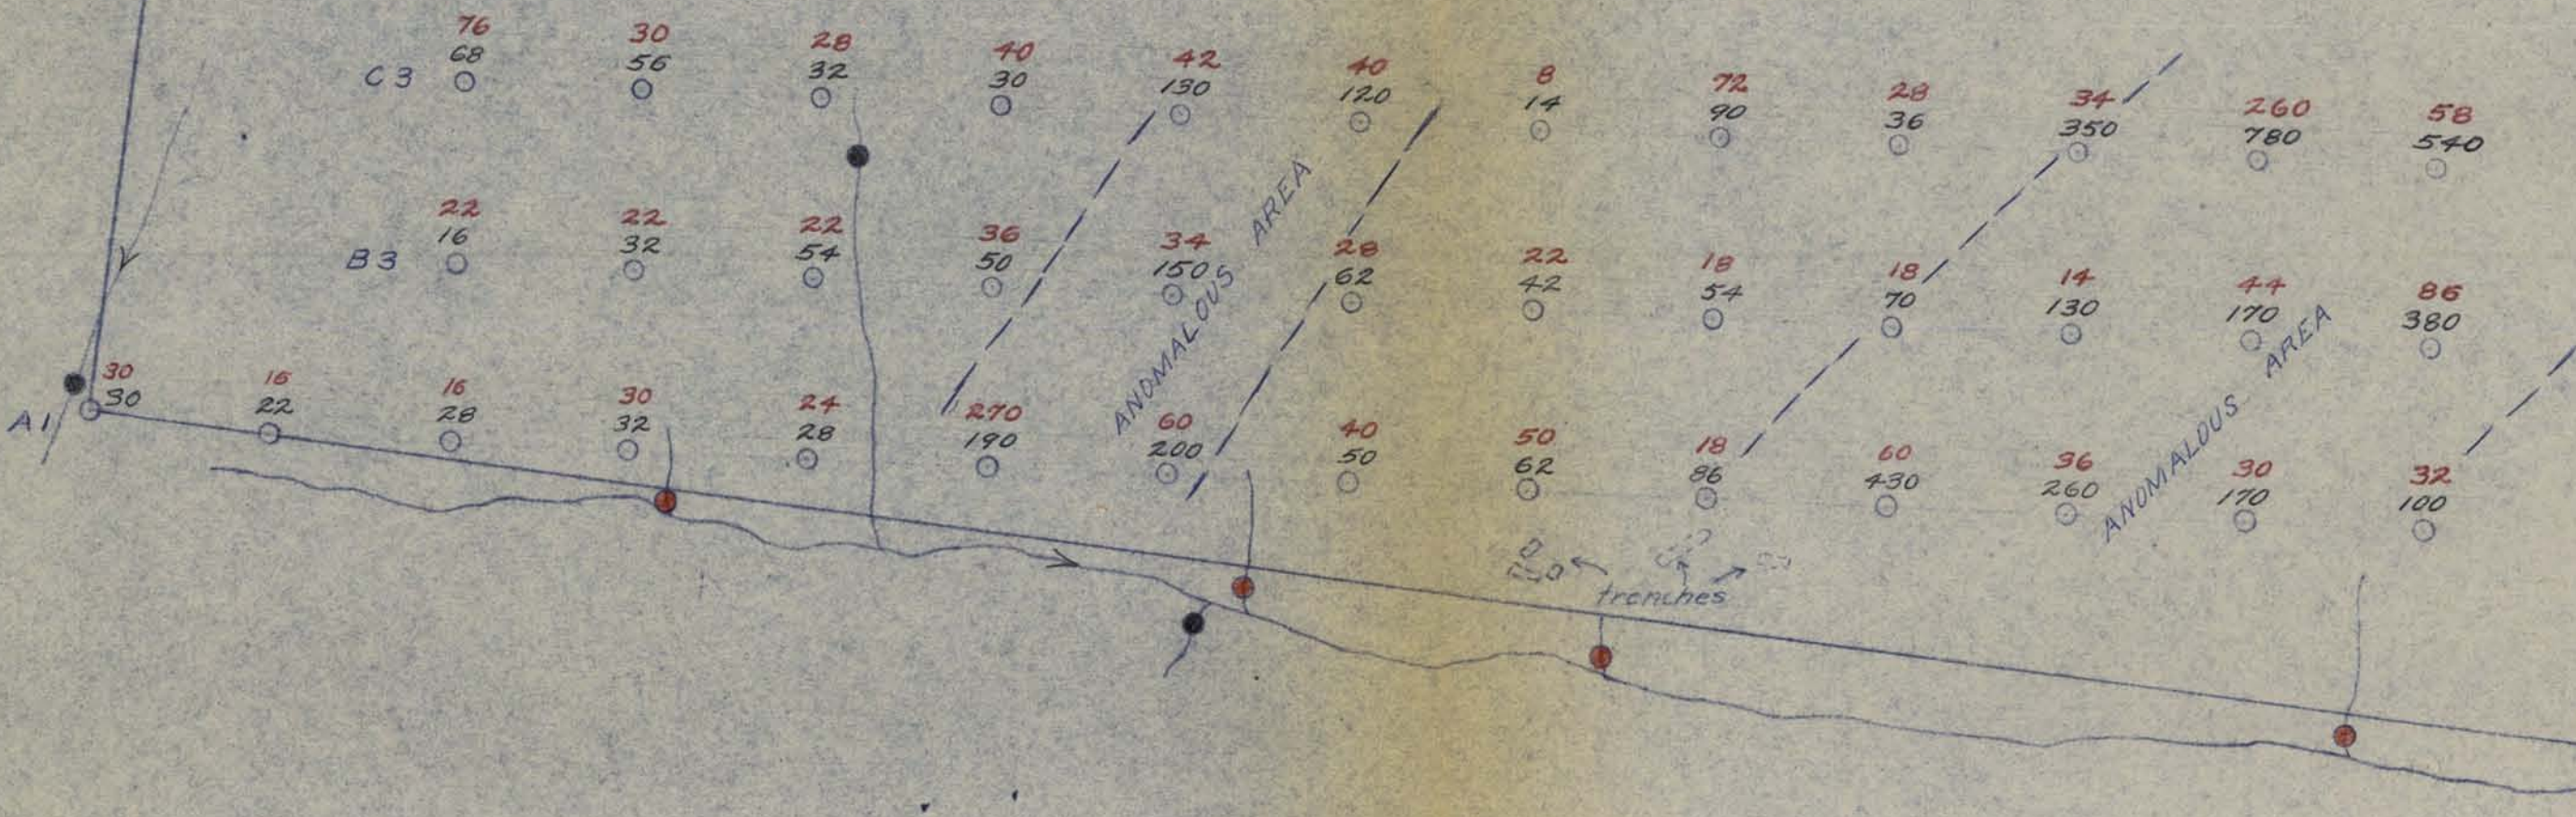 76 30 28 40 42 40 8 72 28 34 260 58
68 56 32 30 130 120 14 90 36 350 780 540
C 3
ANOMALOUS AREA
22 22 22 36 34 28 22 18 18 14 44 86
16 32 54 50 150 62 42 54 70 130 170 380
B 3
ANOMALOUS AREA
30 16 16 30 24 270 60 40 50 18 60 36 30 32
30 22 28 32 28 190 200 50 62 86 430 260 170 100
A 1
trenches